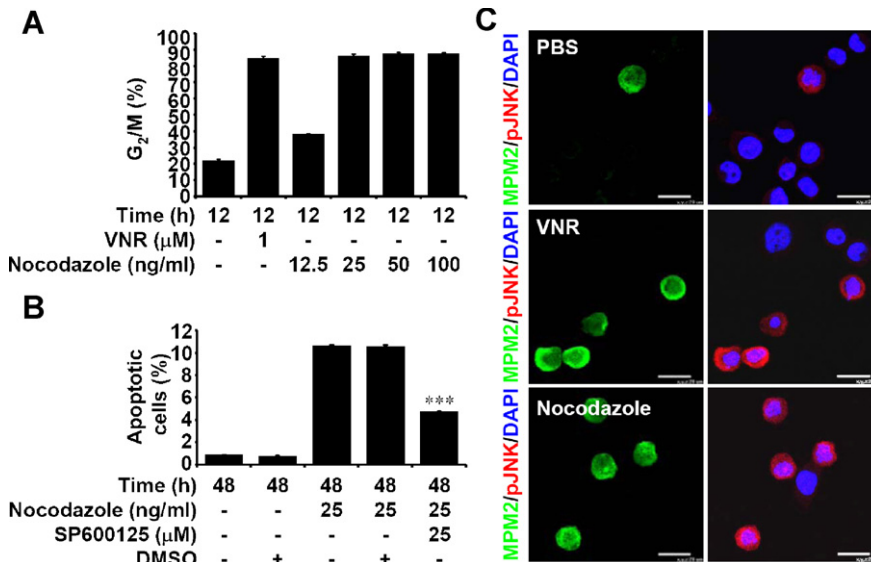 A
G2/M (%)
100
90
80
70
60
50
40
30
20
10
0
Time (h) 12 12 12 12 12 12
VNR (μM) - 1 - - - -
Nocodazole (ng/ml) - - 12.5 25 50 100
B
Apoptotic
cells (%)
12
10
8
6
4
2
0
***
Time (h) 48 48 48 48 48
Nocodazole (ng/ml) - - 25 25 25
SP600125 (μM) - - - - 25
DMSO - + - + -
C
MPM2/pJNK/DAPI
PBS
MPM2/pJNK/DAPI
VNR
MPM2/pJNK/DAPI
Nocodazole